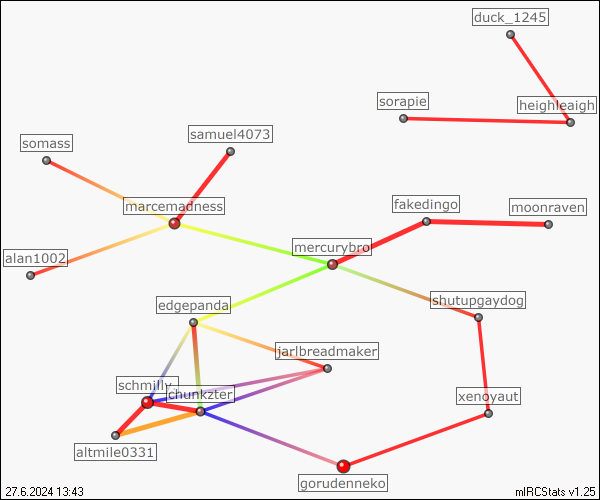 duck_1245
sorapie
heighleaigh
samuel4073
somass
marcemadness
fakedingo
moonraven
mercurybro
alan1002
edgepanda
shutupgaydog
jarlbreadmaker
schmilly_
chunkzter
xenoyaut
altmile0331
gorudenneko
27.6.2024 13:43
mIRCStats v1.25